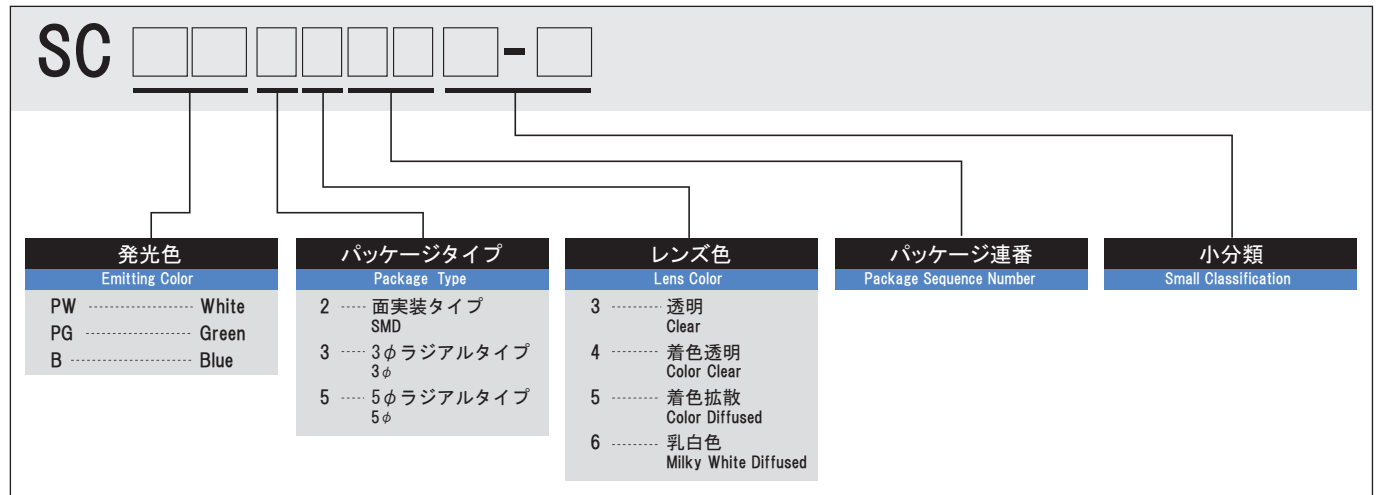 SC □□□□□□□-□
発光色
Emitting Color
PW ---------- White
PG ---------- Green
B ---------- Blue
パッケージタイプ
Package Type
2 ----- 面実装タイプ
SMD
3 ----- 3φラジアルタイプ
3φ
5 ----- 5φラジアルタイプ
5φ
レンズ色
Lens Color
3 -------- 透明
Clear
4 -------- 着色透明
Color Clear
5 -------- 着色拡散
Color Diffused
6 -------- 乳白色
Milky White Diffused
パッケージ連番
Package Sequence Number
小分類
Small Classification